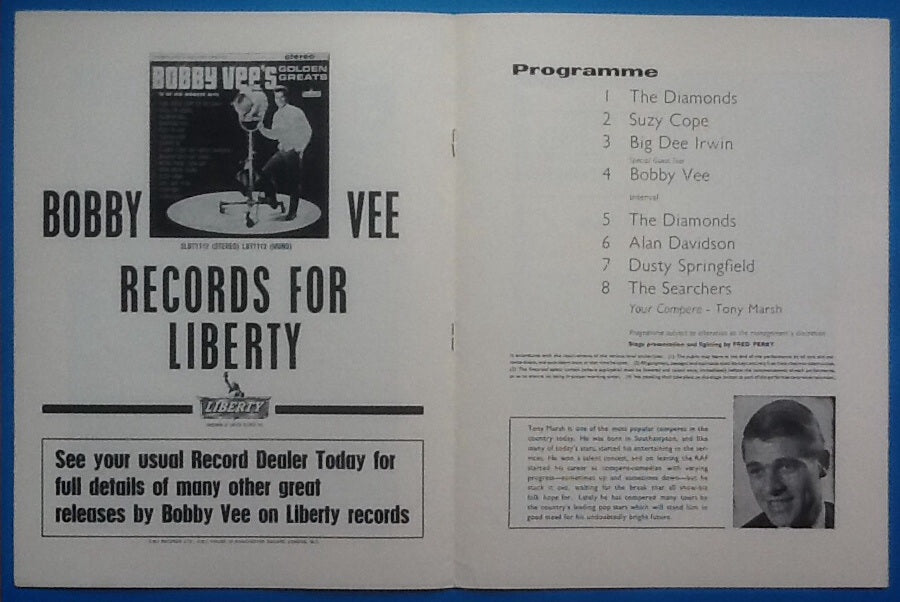 stereo
BOBBY VEE'S GOLDEN
GREATS
BOBBY VEE
SLBY1112 (STEREO) LBY1112 (MONO)
RECORDS FOR
LIBERTY
LIBERTY
See your usual Record Dealer Today for
full details of many other great
releases by Bobby Vee on Liberty records
Programme
1 The Diamonds
2 Suzy Cope
3 Big Dee Irwin
Special Guest Star
4 Bobby Vee
Interval
5 The Diamonds
6 Alan Davidson
7 Dusty Springfield
8 The Searchers
Your Compere - Tony Marsh
Programme subject to alteration at the management's discretion
Stage presentation and lighting by FRED PERRY
Tony Marsh is one of the most popular comperes in the
country today. He was born in Southampton, and like
many of today's stars, started his entertaining in the ser-
vices. He won a talent contest, and on leaving the RAF
started his career as compere-comedian with varying
progress—sometimes up and sometimes down—but he
stuck it out, waiting for the break that all show-biz
folk hope for. Lately he has compered many tours by
the country's leading pop stars which will stand him in
good stead for his undoubtedly bright future.